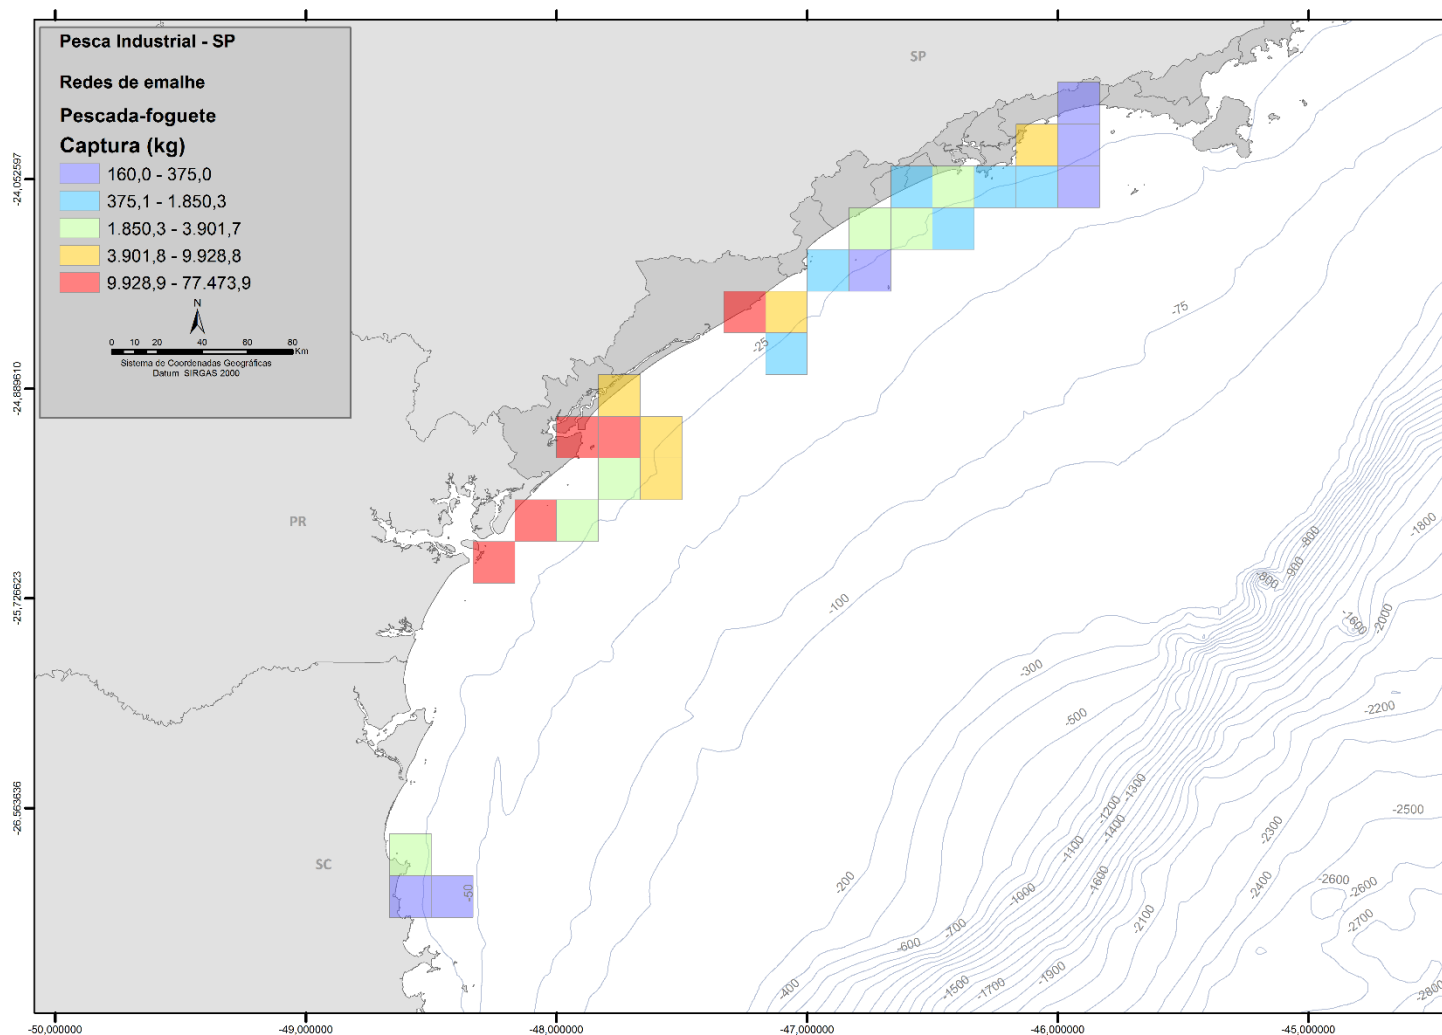 Pesca Industrial - SP
Redes de emalhe
Pescada-foguete
Captura (kg)
160,0 - 375,0
375,1 - 1.850,3
1.850,3 - 3.901,7
3.901,8 - 9.928,8
9.928,9 - 77.473,9
N
0 10 20 40 60 80
Km
Sistema de Coordenadas Geográficas
Datum SIRGAS 2000
SP
PR
SC
-24,052597
-24,889610
-25,726623
-26,563636
-25
-75
-100
-50
-200
-300
-500
-800
-900
-800
-1800
-1600
-2000
-2200
-2500
-1300
-1200
-1400
-1100
-1600
-1000
-700
-600
-400
-1500
-1700
-1900
-2100
-2300
-2400
-2600
-2600
-2700
-2800
-50,000000
-49,000000
-48,000000
-47,000000
-46,000000
-45,000000